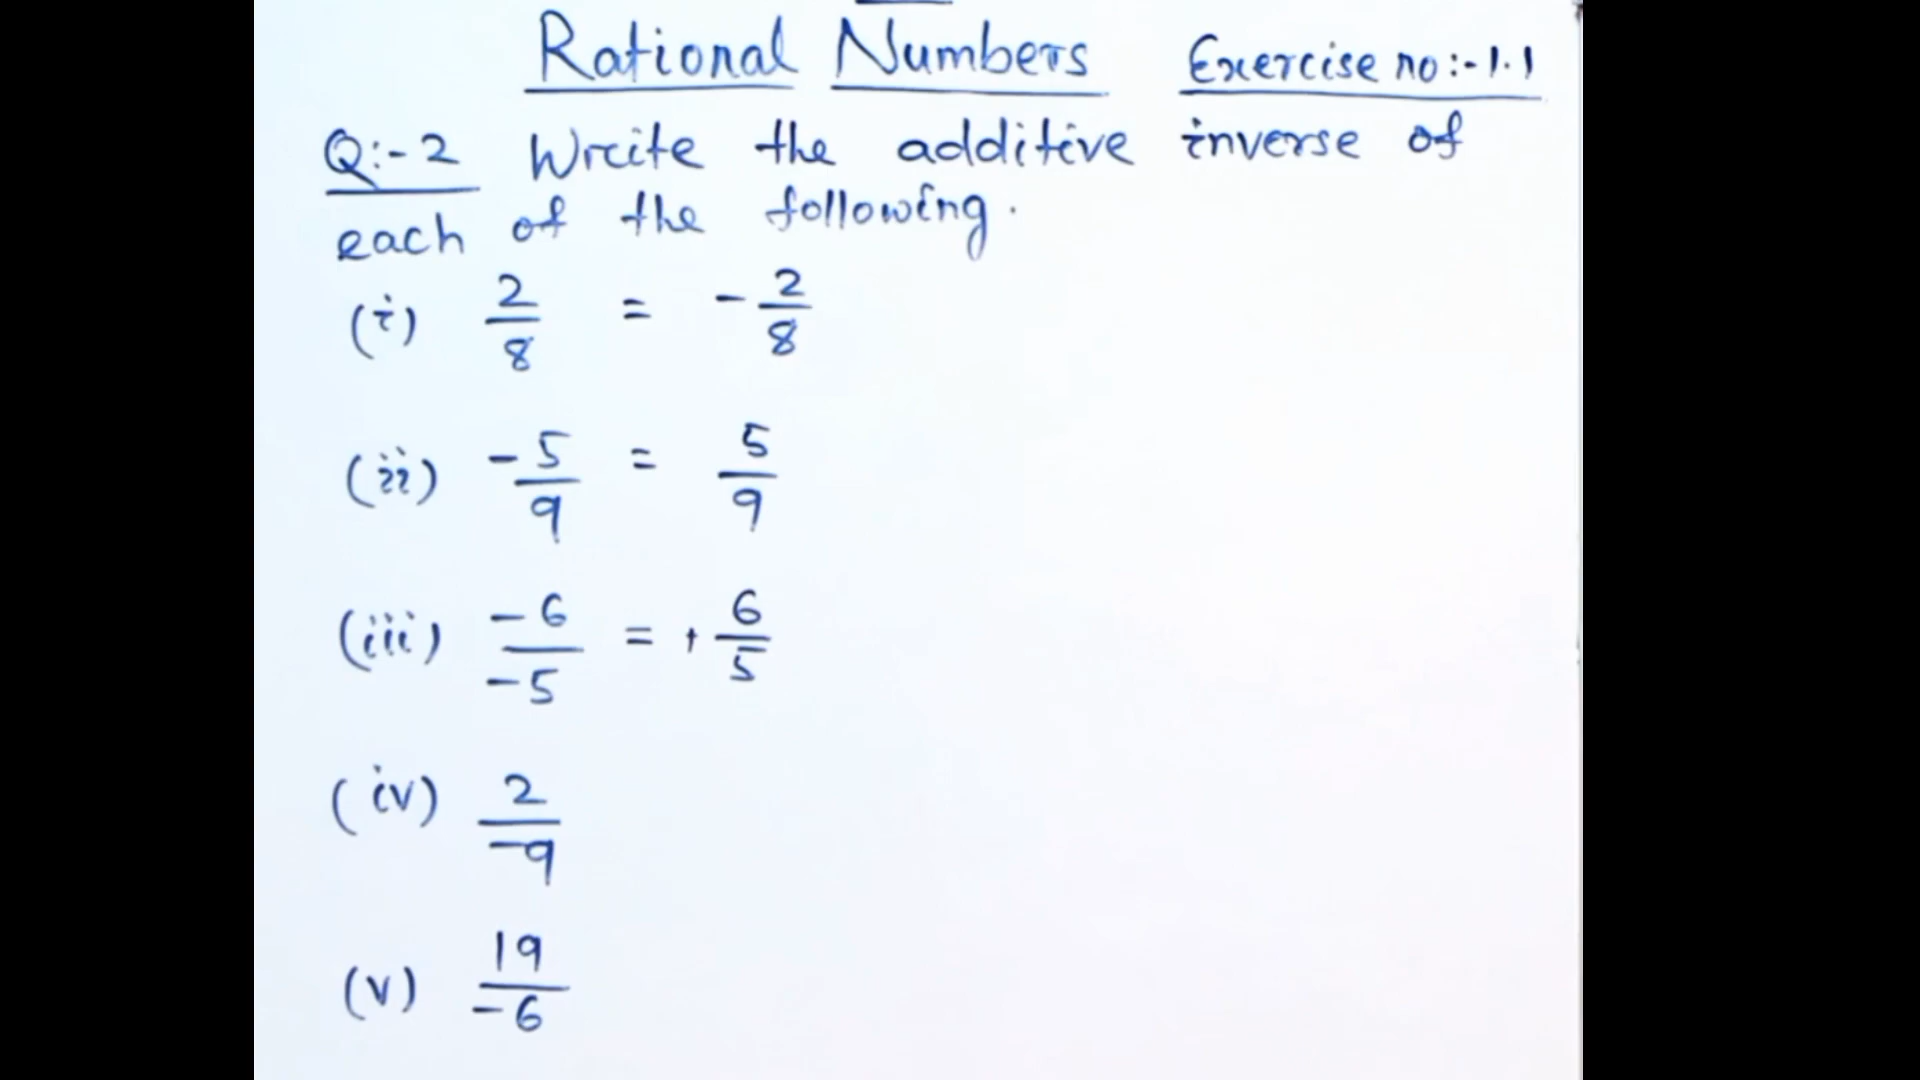 Rational Numbers Exercise no:-1.1
Q:-2 Write the additive inverse of
each of the following.
(i) 2/8 = -2/8
(ii) -5/9 = 5/9
(iii) -6/-5 = +6/5
(iv) 2/-9
(v) 19/-6